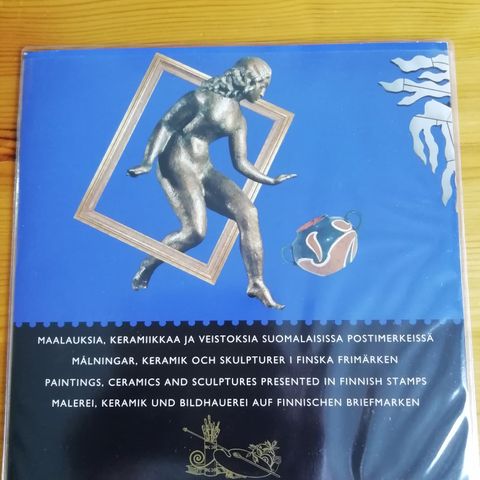 MAALAUKSIA, KERAMIIKKAA JA VEISTOKSIA SUOMALAISISSA POSTIMERKEISSÄ
MÅLNINGAR, KERAMIK OCH SKULPTURER I FINSKA FRIMÄRKEN
PAINTINGS, CERAMICS AND SCULPTURES PRESENTED IN FINNISH STAMPS
MALEREI, KERAMIK UND BILDHAUEREI AUF FINNISCHEN BRIEFMARKEN